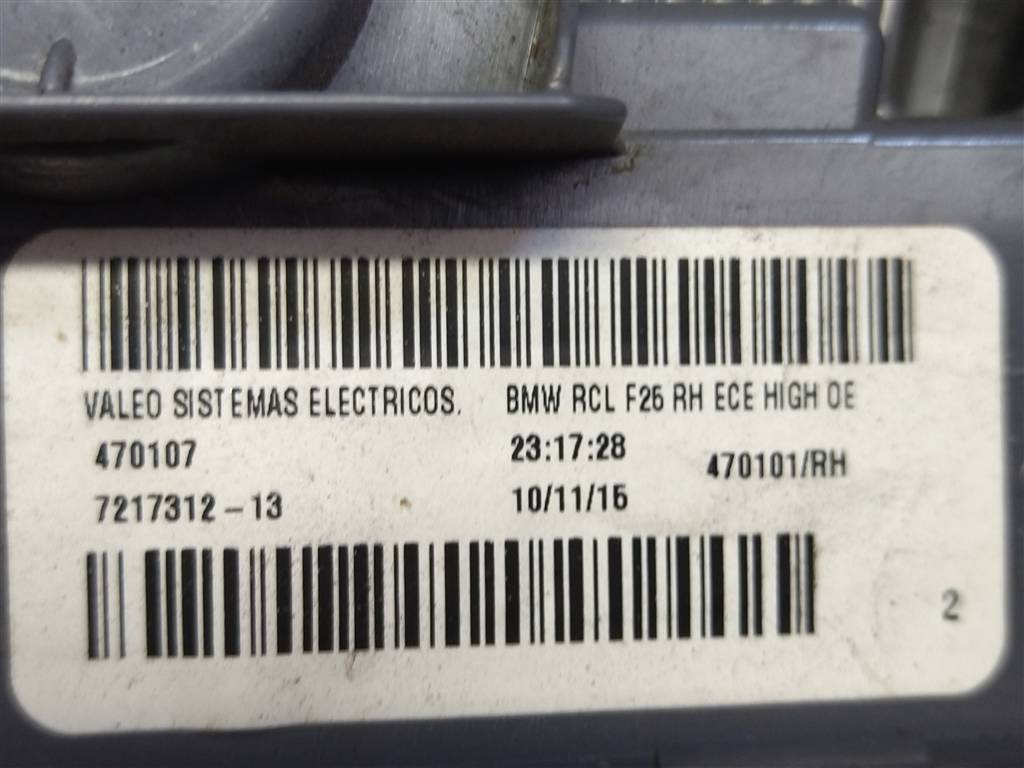 VALEO SISTEMAS ELECTRICOS. BMW RCL F26 RH ECE HIGH OE
470107 23:17:28 470101/RH
7217312-13 10/11/15
2